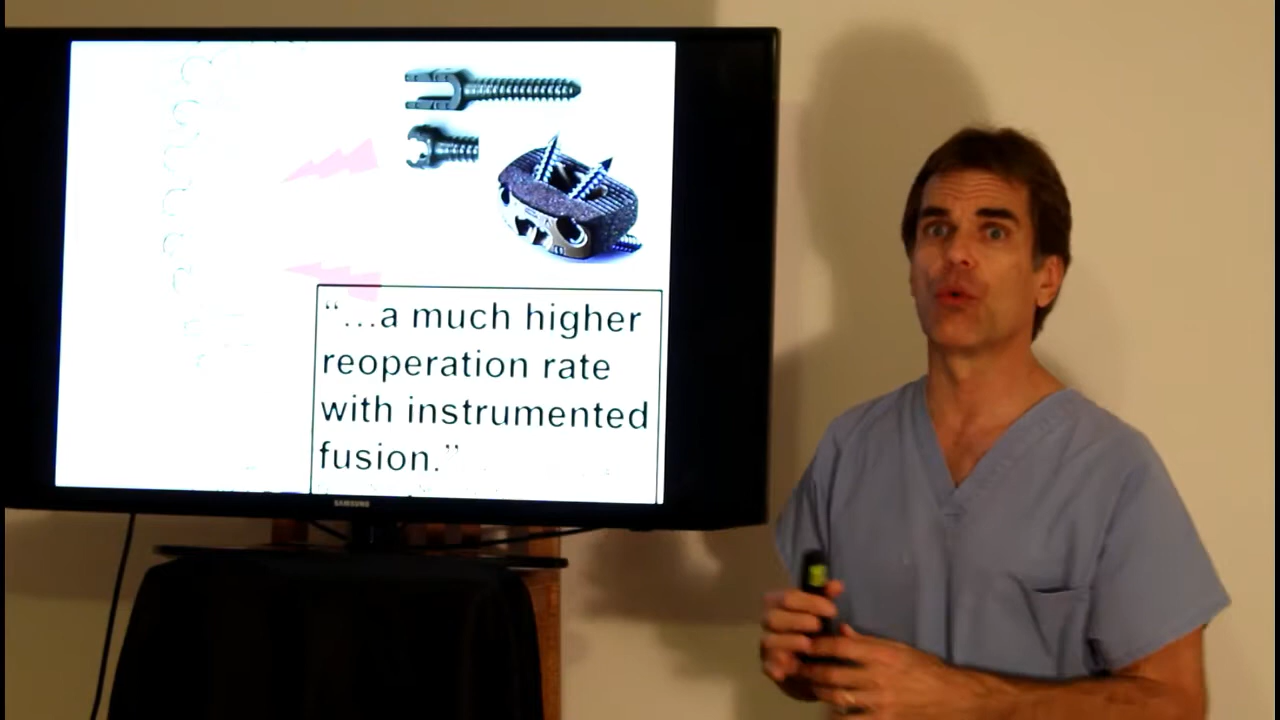 “...a much higher
reoperation rate
with instrumented
fusion.”
SAMSUNG